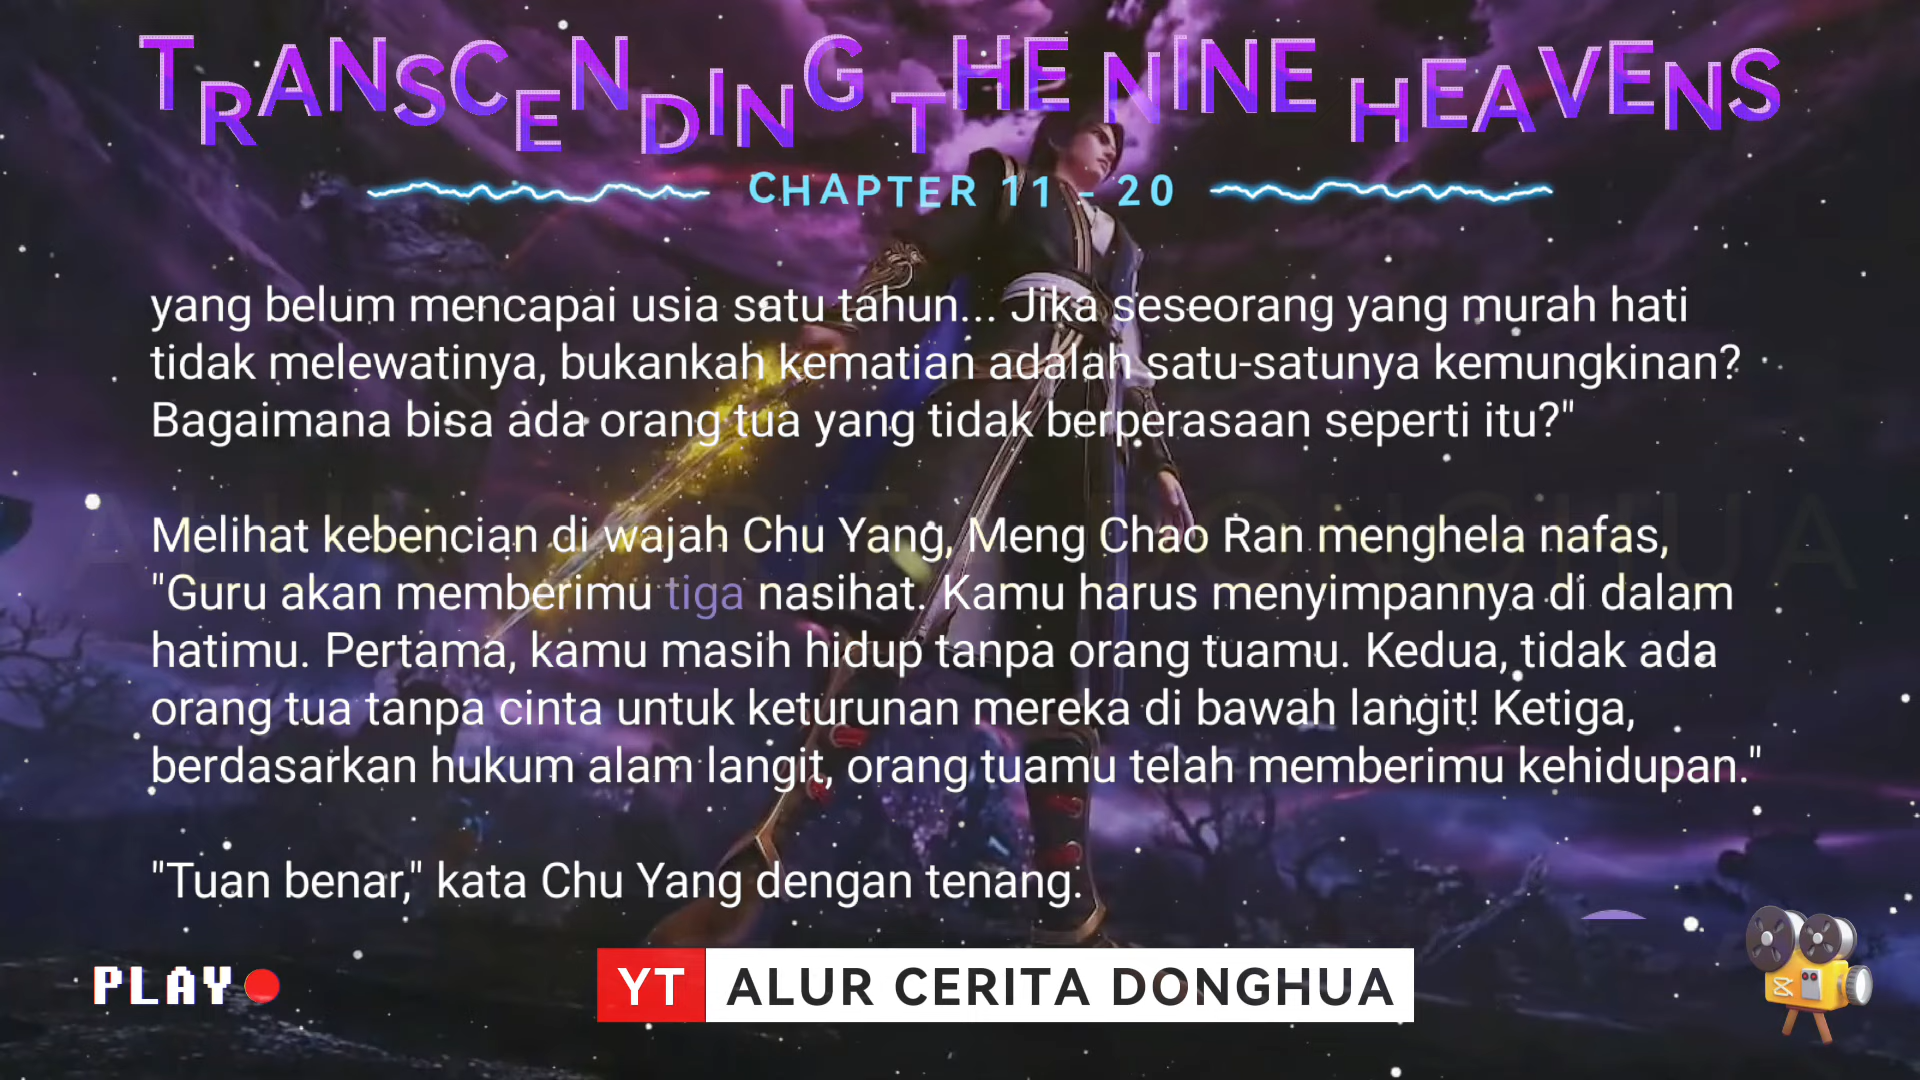 TRANSCENDING THE NINE HEAVENS
CHAPTER 11 - 20
yang belum mencapai usia satu tahun... Jika seseorang yang murah hati
tidak melewatinya, bukankah kematian adalah satu-satunya kemungkinan?
Bagaimana bisa ada orang tua yang tidak berperasaan seperti itu?"
ALUR CERITA DONGHUA
Melihat kebencian di wajah Chu Yang, Meng Chao Ran menghela nafas,
"Guru akan memberimu tiga nasihat. Kamu harus menyimpannya di dalam
hatimu. Pertama, kamu masih hidup tanpa orang tuamu. Kedua, tidak ada
orang tua tanpa cinta untuk keturunan mereka di bawah langit! Ketiga,
berdasarkan hukum alam langit, orang tuamu telah memberimu kehidupan."
"Tuan benar," kata Chu Yang dengan tenang.
PLAY
YT ALUR CERITA DONGHUA